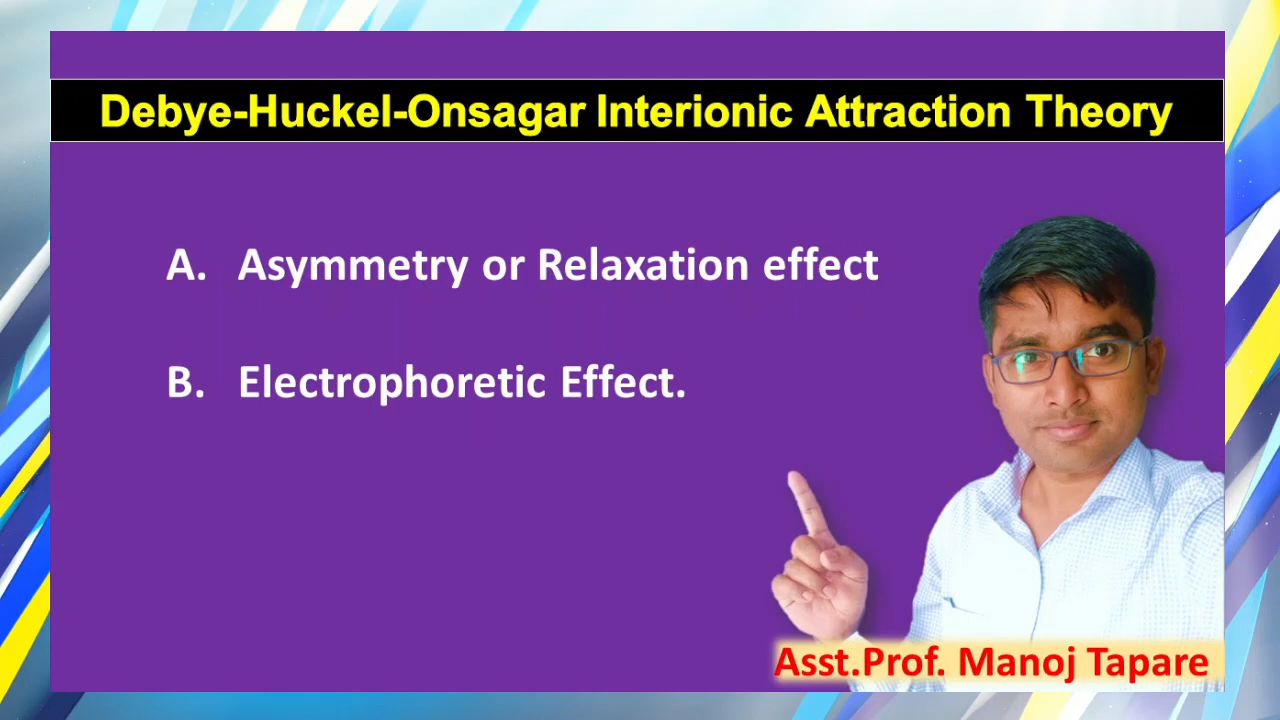 Debye-Huckel-Onsagar Interionic Attraction Theory
A. Asymmetry or Relaxation effect
B. Electrophoretic Effect.
Asst.Prof. Manoj Tapare